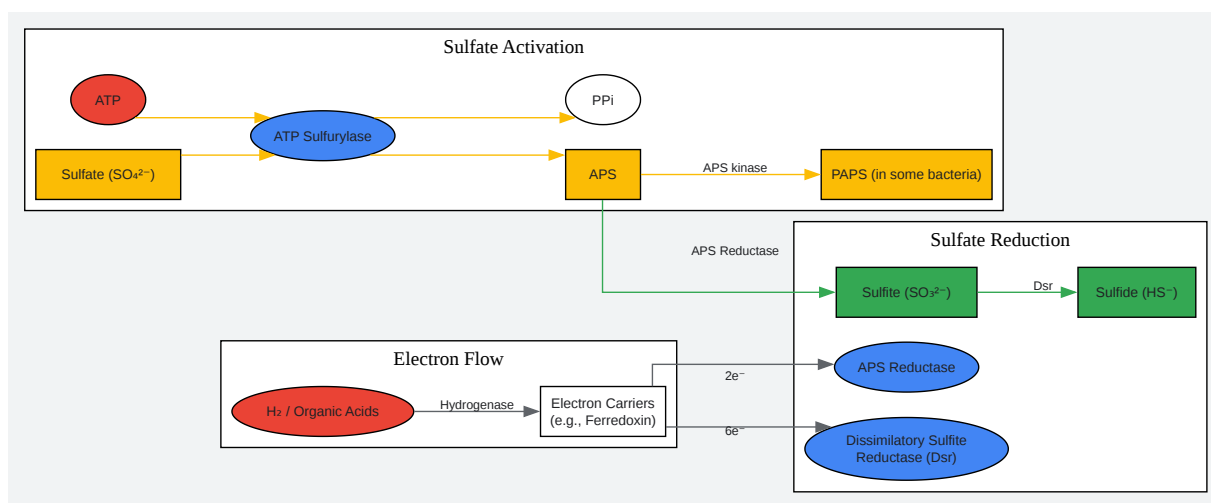 Sulfate Activation
ATP
PPi
ATP Sulfurylase
Sulfate (SO₄²⁻)
APS
APS kinase
PAPS (in some bacteria)
APS Reductase
Sulfate Reduction
Sulfite (SO₃²⁻)
Dsr
Sulfide (HS⁻)
Electron Flow
H₂ / Organic Acids
Hydrogenase
Electron Carriers
(e.g., Ferredoxin)
2e⁻
6e⁻
APS Reductase
Dissimilatory Sulfite
Reductase (Dsr)